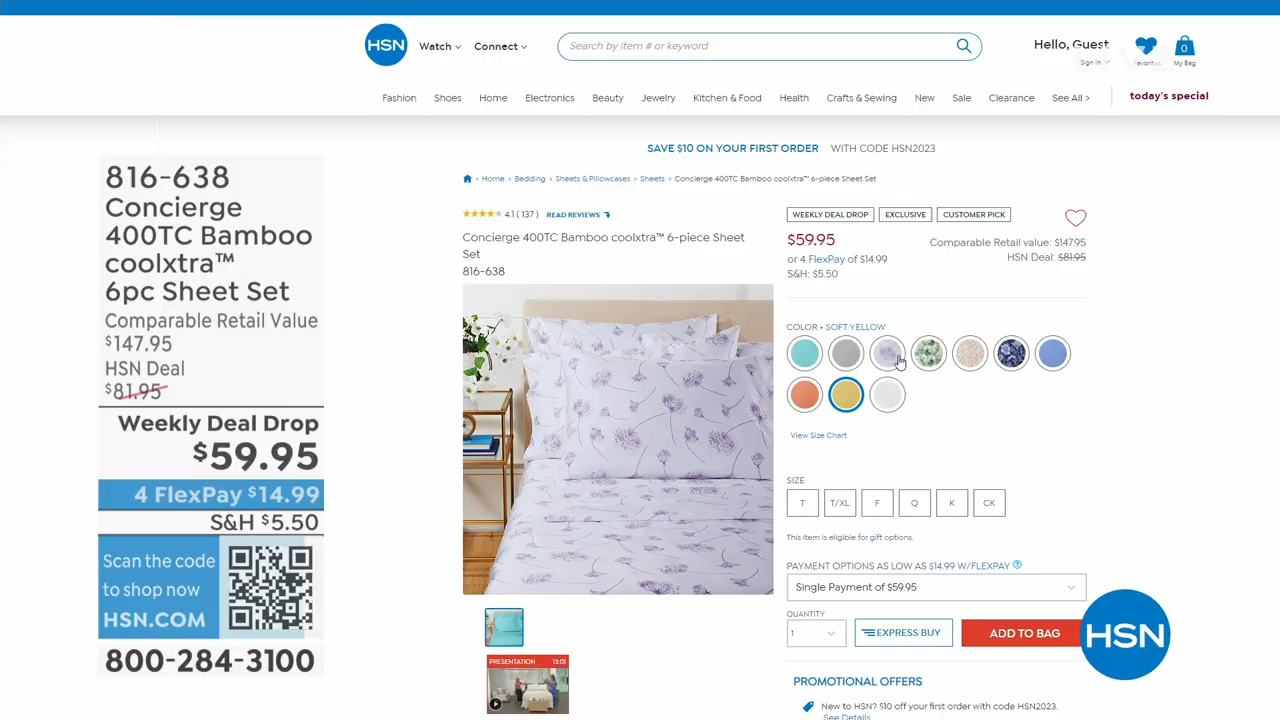 HSN
Watch
Connect
Search by item # or keyword
Hello, Guest
Sign In
Favorites
0
My Bag
Fashion
Shoes
Home
Electronics
Beauty
Jewelry
Kitchen & Food
Health
Crafts & Sewing
New
Sale
Clearance
See All >
today's special
SAVE $10 ON YOUR FIRST ORDER WITH CODE HSN2023
Home > Bedding > Sheets & Pillowcases > Sheets > Concierge 400TC Bamboo coolxtra™ 6-piece Sheet Set
816-638
Concierge
400TC Bamboo
coolxtra™
6pc Sheet Set
Comparable Retail Value
$147.95
HSN Deal
$81.95
Weekly Deal Drop
$59.95
4 FlexPay $14.99
S&H $5.50
Scan the code
to shop now
HSN.COM
800-284-3100
4.1 (137) READ REVIEWS
Concierge 400TC Bamboo coolxtra™ 6-piece Sheet
Set
816-638
PRESENTATION 13:01
WEEKLY DEAL DROP
EXCLUSIVE
CUSTOMER PICK
$59.95
or 4 FlexPay of $14.99
S&H: $5.50
Comparable Retail value: $147.95
HSN Deal: $81.95
COLOR • SOFT YELLOW
View Size Chart
SIZE
T
T/XL
F
Q
K
CK
This item is eligible for gift options.
PAYMENT OPTIONS AS LOW AS $14.99 W/FLEXPAY
Single Payment of $59.95
QUANTITY
1
EXPRESS BUY
ADD TO BAG
HSN
PROMOTIONAL OFFERS
New to HSN? $10 off your first order with code HSN2023.
See Details